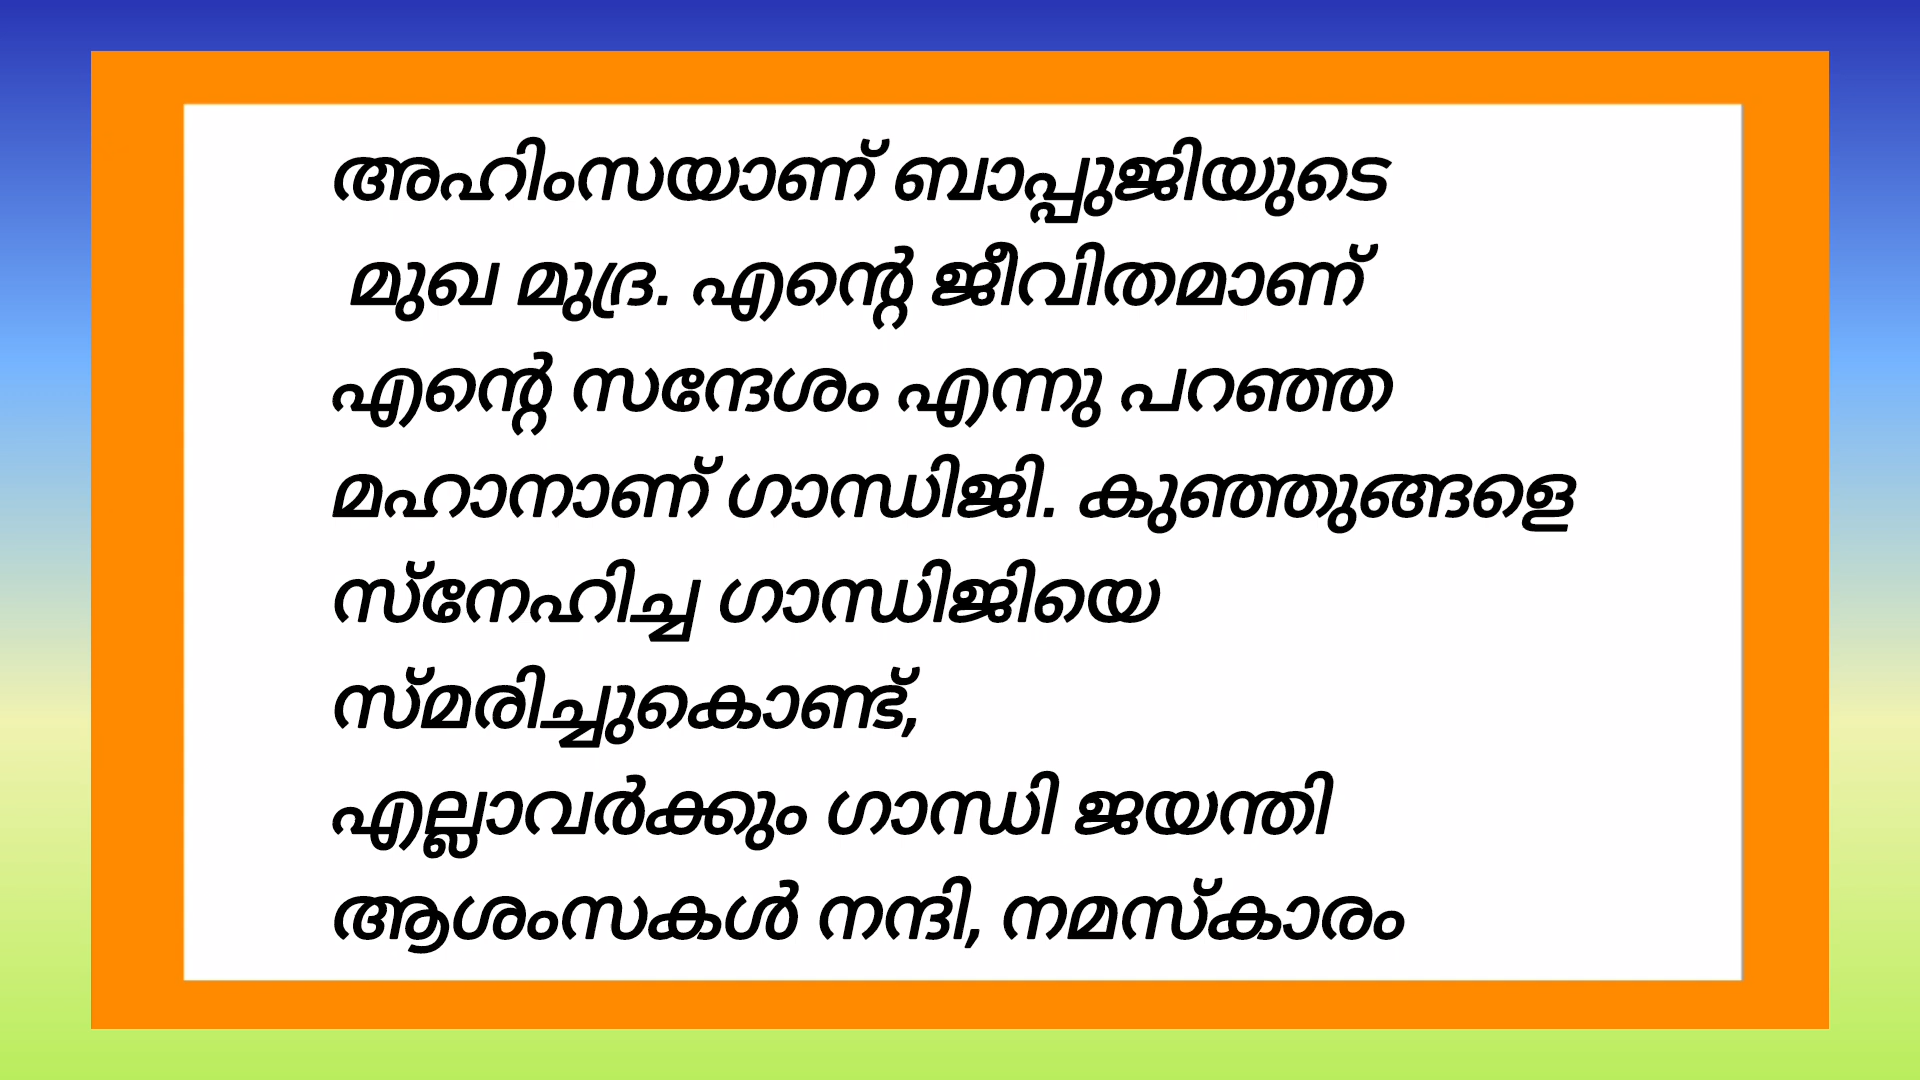 അഹിംസയാണ് ബാപ്പുജിയുടെ
മുഖ മുദ്ര. എന്റെ ജീവിതമാണ്
എന്റെ സന്ദേശം എന്നു പറഞ്ഞ
മഹാനാണ് ഗാന്ധിജി. കുഞ്ഞുങ്ങളെ
സ്നേഹിച്ച ഗാന്ധിജിയെ
സ്മരിച്ചുകൊണ്ട്,
എല്ലാവർക്കും ഗാന്ധി ജയന്തി
ആശംസകൾ നന്ദി, നമസ്കാരം